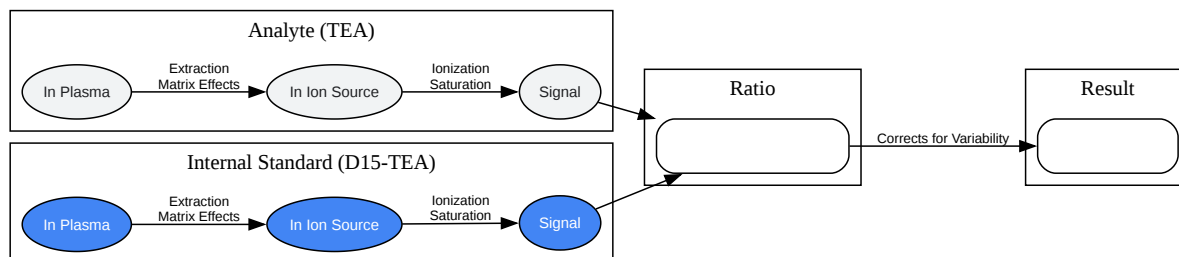 Analyte (TEA)
In Plasma
Extraction
Matrix Effects
In Ion Source
Ionization
Saturation
Signal
Internal Standard (D15-TEA)
In Plasma
Extraction
Matrix Effects
In Ion Source
Ionization
Saturation
Signal
Ratio
Corrects for Variability
Result